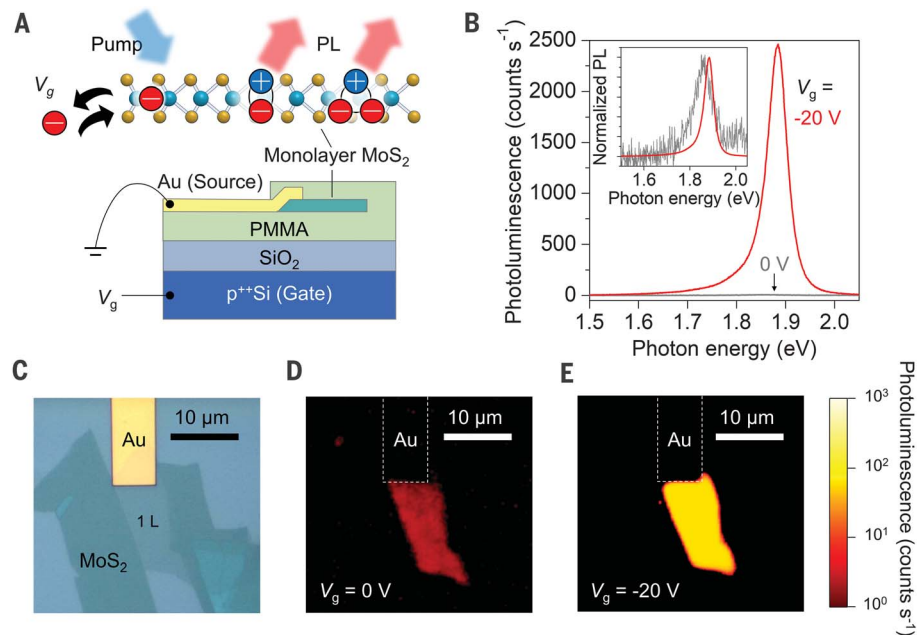 A
Pump
PL
V_g
Monolayer MoS₂
Au (Source)
PMMA
SiO₂
V_g
p⁺⁺Si (Gate)
B
Photoluminescence (counts s⁻¹)
2500
2000
1500
1000
500
0
1.5
1.6
1.7
1.8
1.9
2.0
Photon energy (eV)
V_g =
-20 V
0 V
Normalized PL
1.6
1.8
2.0
Photon energy (eV)
C
10 μm
Au
1 L
MoS₂
D
Au
10 μm
V_g = 0 V
E
Au
10 μm
V_g = -20 V
10³
10²
10¹
10⁰
Photoluminescence (counts s⁻¹)